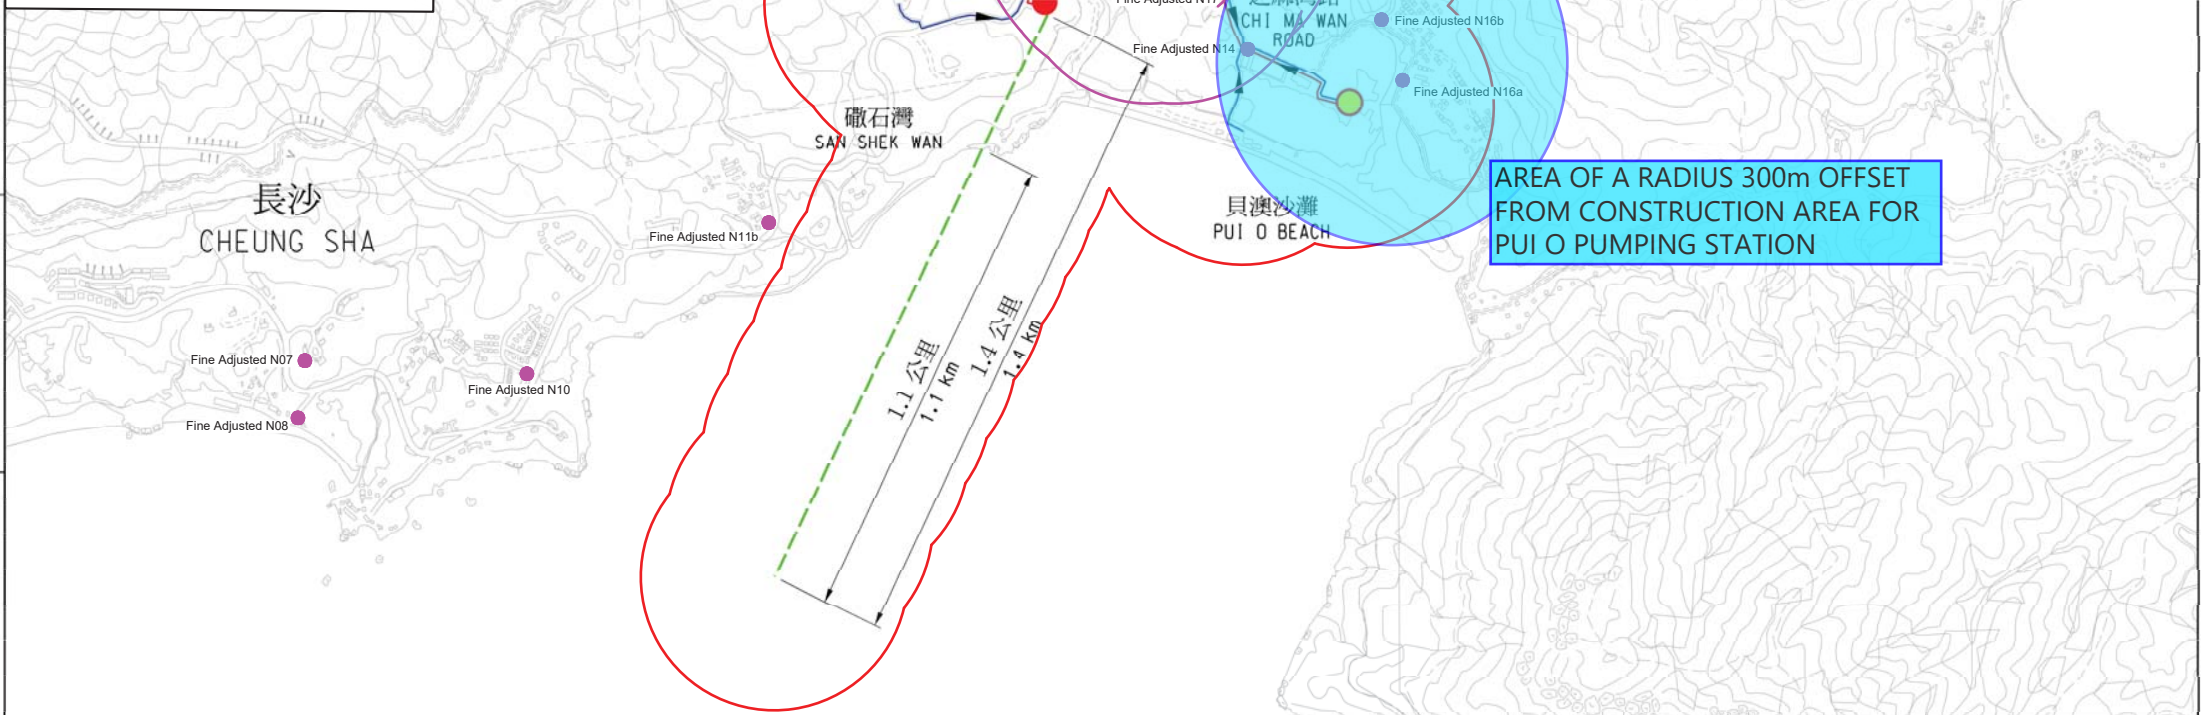 CHI MA WAN
ROAD
Fine Adjusted N17
Fine Adjusted N16b
Fine Adjusted N14
Fine Adjusted N16a
磡石灣
SAN SHEK WAN
長沙
CHEUNG SHA
Fine Adjusted N11b
貝澳沙灘
PUI O BEACH
AREA OF A RADIUS 300m OFFSET
FROM CONSTRUCTION AREA FOR
PUI O PUMPING STATION
1.1 公里
1.1 km
1.4 公里
1.4 km
Fine Adjusted N07
Fine Adjusted N10
Fine Adjusted N08